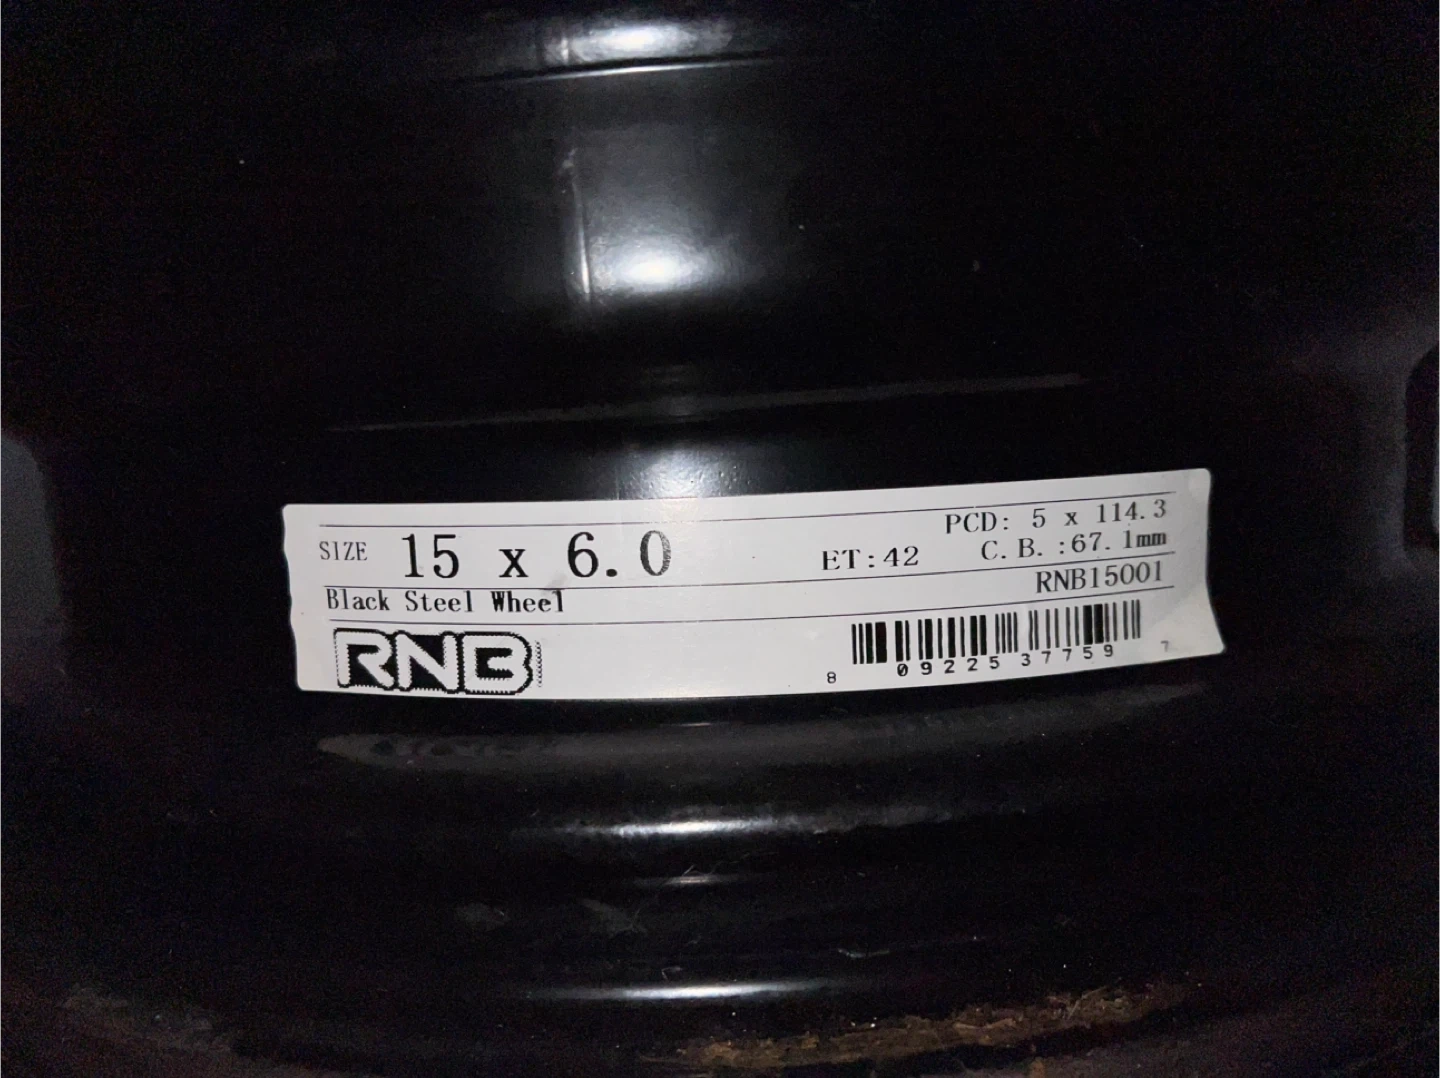 SIZE 15 x 6.0 ET:42 PCD: 5 x 114.3
C.B.:67.1mm
Black Steel Wheel RNB15001
RNB
8 09225 37759 7